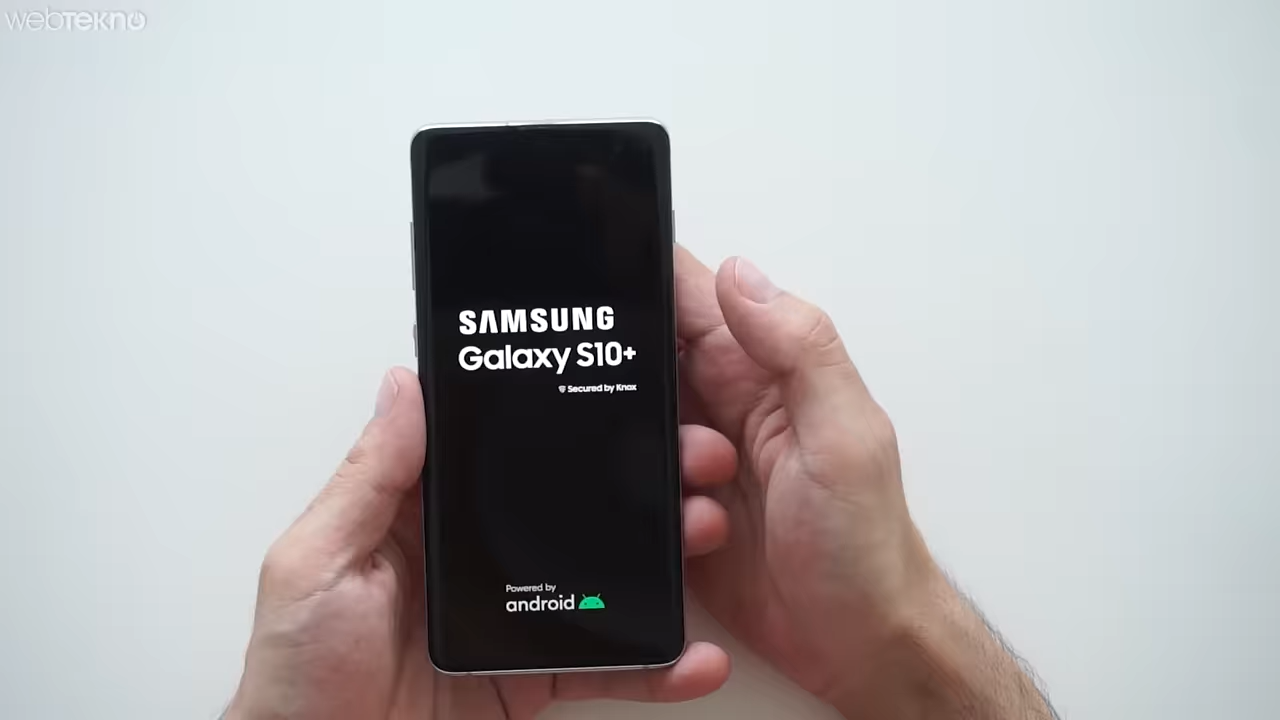 webTEKNO
SAMSUNG
Galaxy S10+
Secured by Knox
Powered by
android